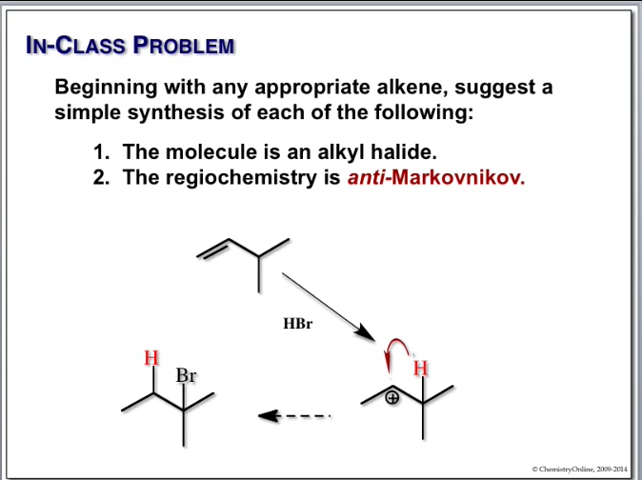 IN-CLASS PROBLEM
Beginning with any appropriate alkene, suggest a
simple synthesis of each of the following:
1. The molecule is an alkyl halide.
2. The regiochemistry is anti-Markovnikov.
HBr
H
Br
H
⊕
© ChemistryOnline, 2009-2014